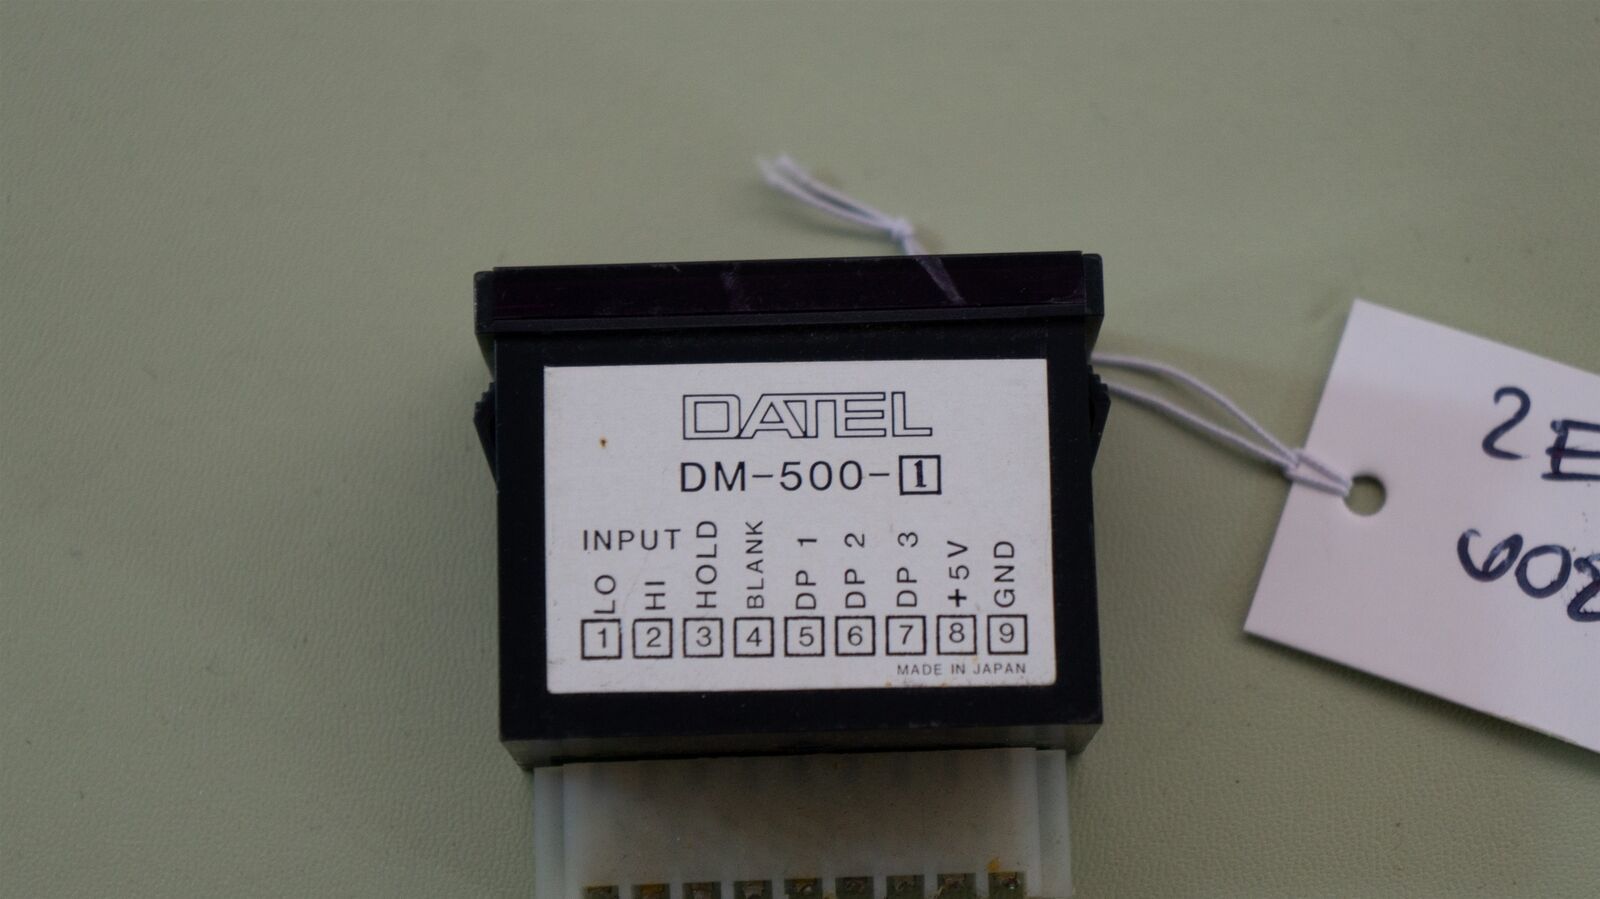 DATEL
DM-500-1
INPUT
LO HI HOLD BLANK DP 1 DP 2 DP 3 +5V GND
1 2 3 4 5 6 7 8 9
MADE IN JAPAN
2E